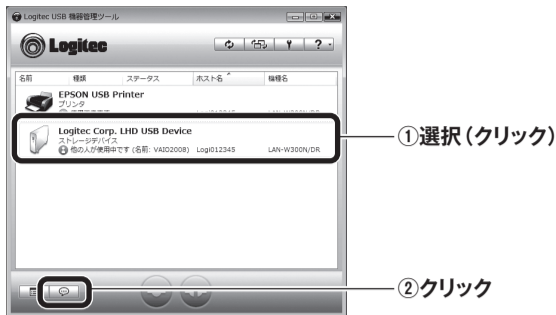 Logitec USB 機器管理ツール
Logitec
名前 種類 ステータス ホスト名 機種名
EPSON USB Printer
プリンタ
Logitec Corp. LHD USB Device
ストレージデバイス
他の人が使用中です (名前: VAIO2008) Logi012345 LAN-W300N/DR
①選択(クリック)
②クリック